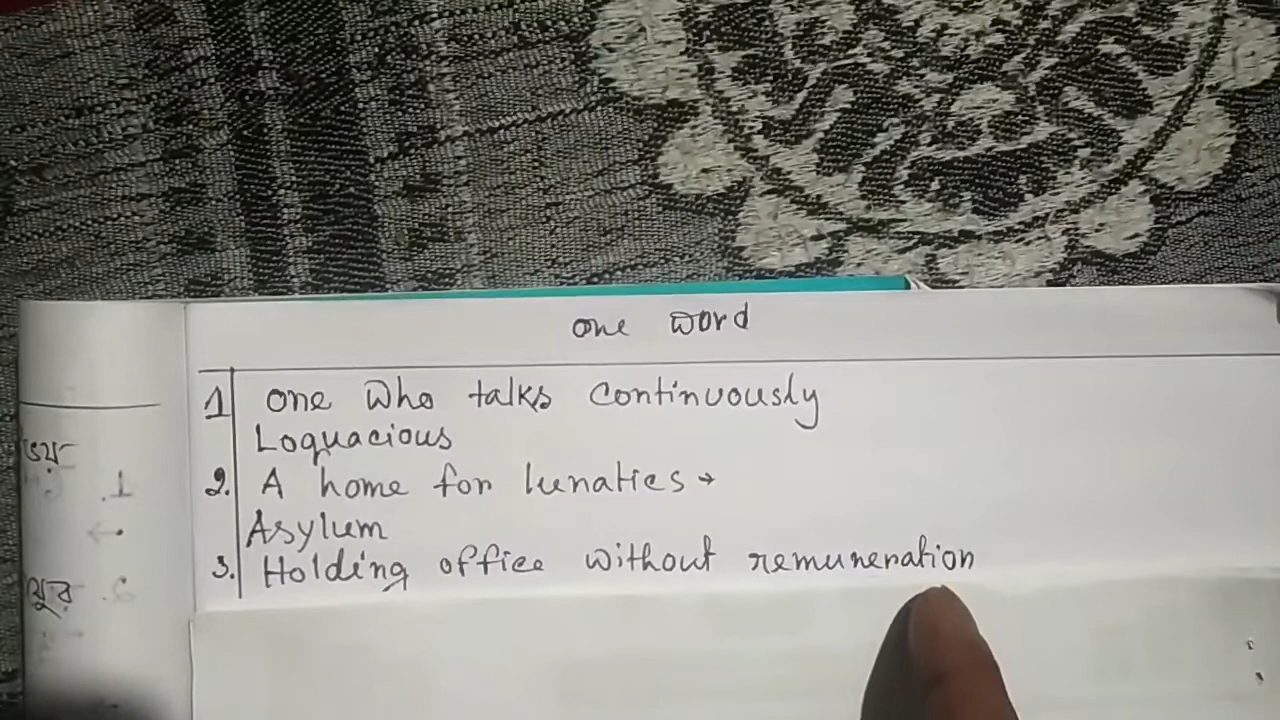 one word
1 one who talks continuously
Loquacious
2. A home for lunatics →
Asylum
3. Holding office without remuneration